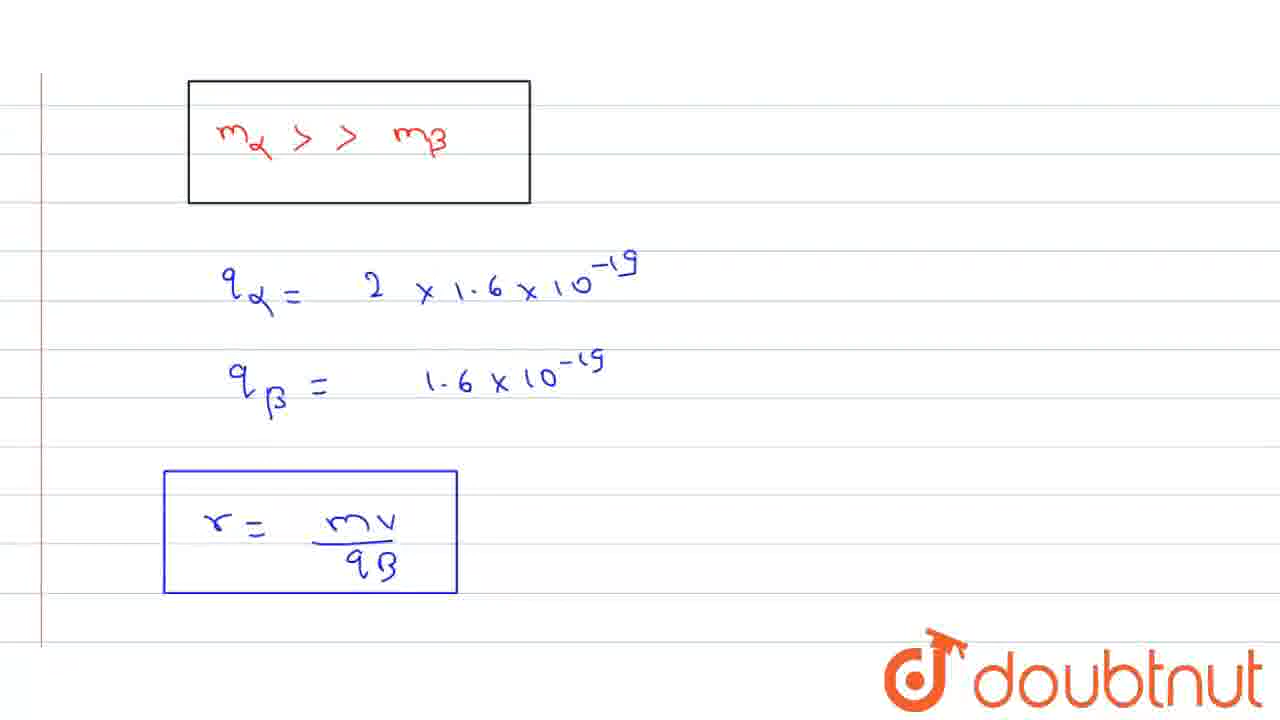 mα > > mβ
qα = 2 × 1.6 × 10⁻¹⁹
qβ = 1.6 × 10⁻¹⁹
r = mv / qB
doubtnut